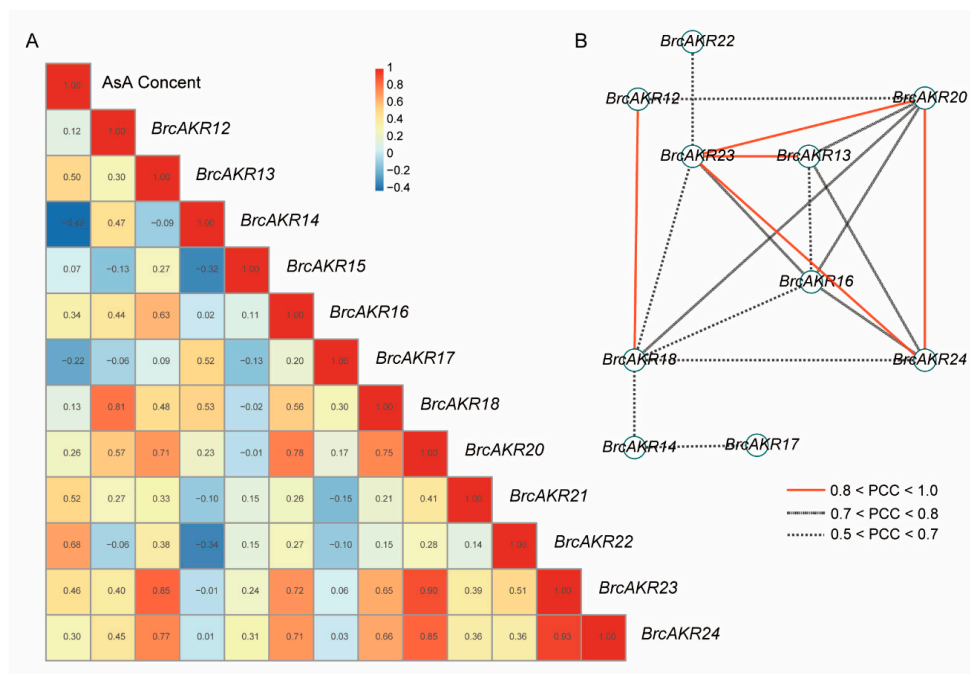 A
AsA Concent
1.00
0.12 1.00 BrcAKR12
0.50 0.30 1.00 BrcAKR13
0.47 −0.09 1.00 BrcAKR14
0.07 −0.13 0.27 −0.32 1.00 BrcAKR15
0.34 0.44 0.63 0.02 0.11 1.00 BrcAKR16
−0.22 −0.06 0.09 0.52 −0.13 0.20 1.00 BrcAKR17
0.13 0.81 0.48 0.53 −0.02 0.56 0.30 1.00 BrcAKR18
0.26 0.57 0.71 0.23 −0.01 0.78 0.17 0.75 1.00 BrcAKR20
0.52 0.27 0.33 −0.10 0.15 0.26 −0.15 0.21 0.41 1.00 BrcAKR21
0.68 −0.06 0.38 −0.34 0.15 0.27 −0.10 0.15 0.28 0.14 1.00 BrcAKR22
0.46 0.40 0.85 −0.01 0.24 0.72 0.06 0.65 0.90 0.39 0.51 1.00 BrcAKR23
0.30 0.45 0.77 0.01 0.31 0.71 0.03 0.66 0.85 0.36 0.36 0.93 1.00 BrcAKR24
1
0.8
0.6
0.4
0.2
0
−0.2
−0.4
B
BrcAKR22
BrcAKR12 BrcAKR20
BrcAKR23 BrcAKR13
BrcAKR16
BrcAKR18 BrcAKR24
BrcAKR14 BrcAKR17
0.8 < PCC < 1.0
0.7 < PCC < 0.8
0.5 < PCC < 0.7